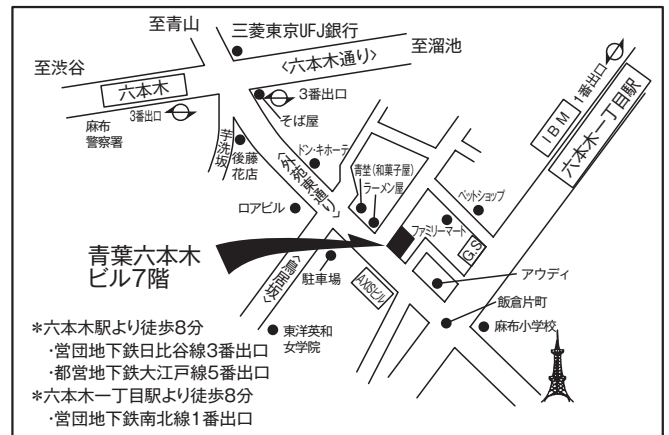 至青山
三菱東京UFJ銀行
〈六本木通り〉
至溜池
至渋谷
六本木
3番出口
3番出口
そば屋
麻布
警察署
芋洗坂
後藤
花店
ドン・キホーテ
〈外苑東通り〉
青埜(和菓子屋)
ラーメン屋
ロアビル
ペットショップ
ファミリーマート
G.S
IBM
1番出口
六本木一丁目駅
青葉六本木
ビル7階
〈鳥居坂〉
駐車場
AXISビル
アウディ
飯倉片町
麻布小学校
東洋英和
女学院
*六本木駅より徒歩8分
・営団地下鉄日比谷線3番出口
・都営地下鉄大江戸線5番出口
*六本木一丁目駅より徒歩8分
・営団地下鉄南北線1番出口